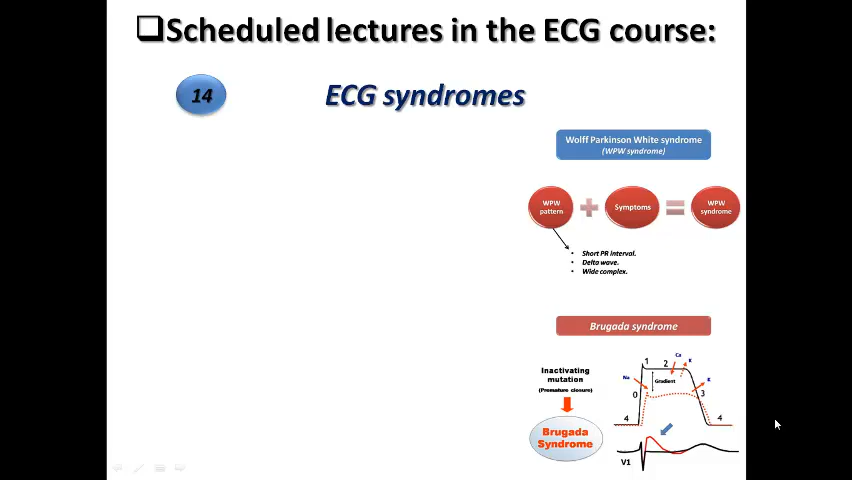 ❑Scheduled lectures in the ECG course:
14
ECG syndromes
Wolff Parkinson White syndrome
(WPW syndrome)
WPW
pattern
+
Symptoms
=
WPW
syndrome
• Short PR interval.
• Delta wave.
• Wide complex.
Brugada syndrome
Inactivating
mutation
(Premature closure)
Brugada
Syndrome
1
2
Ca
K
Na
Gradient
K
0
3
4
4
V1